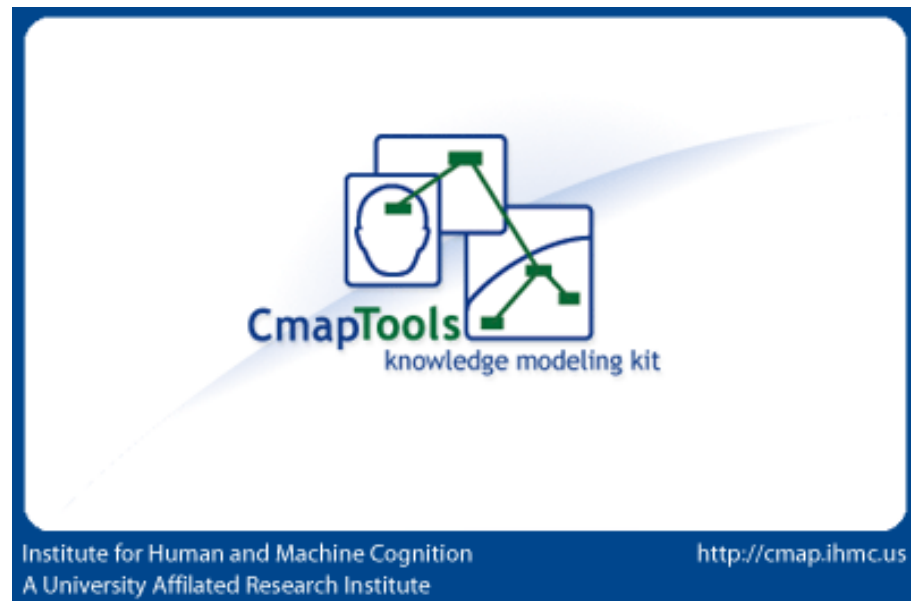 CmapTools
knowledge modeling kit
Institute for Human and Machine Cognition
http://cmap.ihmc.us
A University Affilated Research Institute